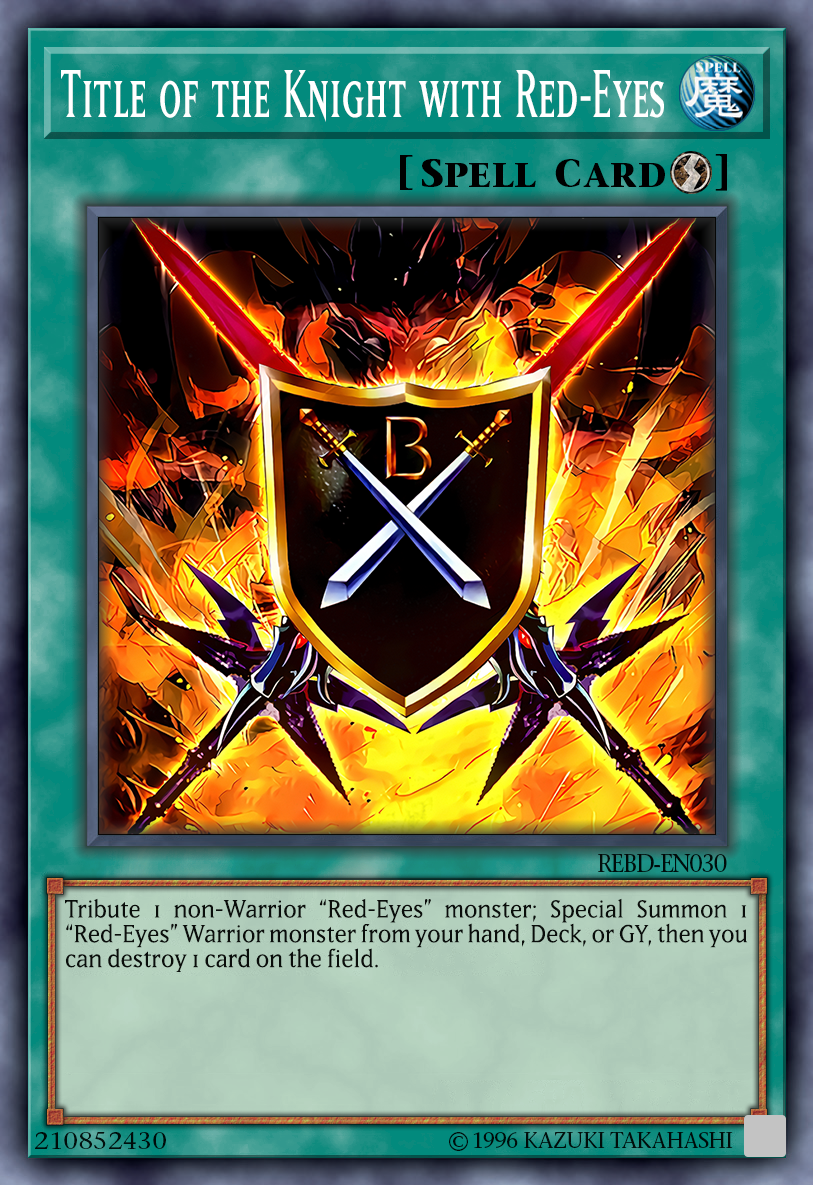 Title of the Knight with Red-Eyes
SPELL
魔
[Spell Card]
B
REBD-EN030
Tribute 1 non-Warrior “Red-Eyes” monster; Special Summon 1
“Red-Eyes” Warrior monster from your hand, Deck, or GY, then you
can destroy 1 card on the field.
210852430
© 1996 KAZUKI TAKAHASHI